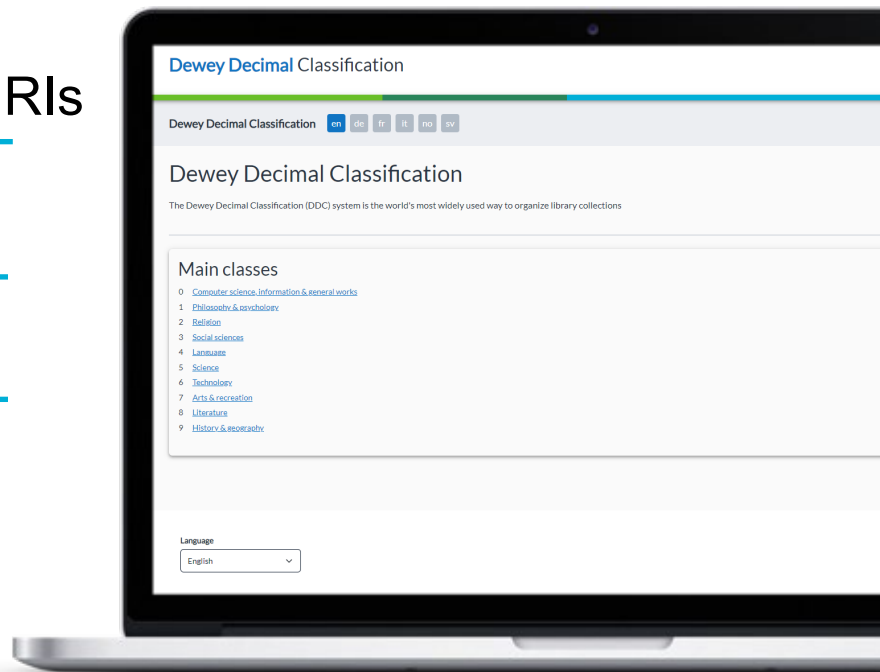 RIs
Dewey Decimal Classification
Dewey Decimal Classification en de fr it no sv
Dewey Decimal Classification
The Dewey Decimal Classification (DDC) system is the world's most widely used way to organize library collections
Main classes
0 Computer science, information & general works
1 Philosophy & psychology
2 Religion
3 Social sciences
4 Language
5 Science
6 Technology
7 Arts & recreation
8 Literature
9 History & geography
Language
English